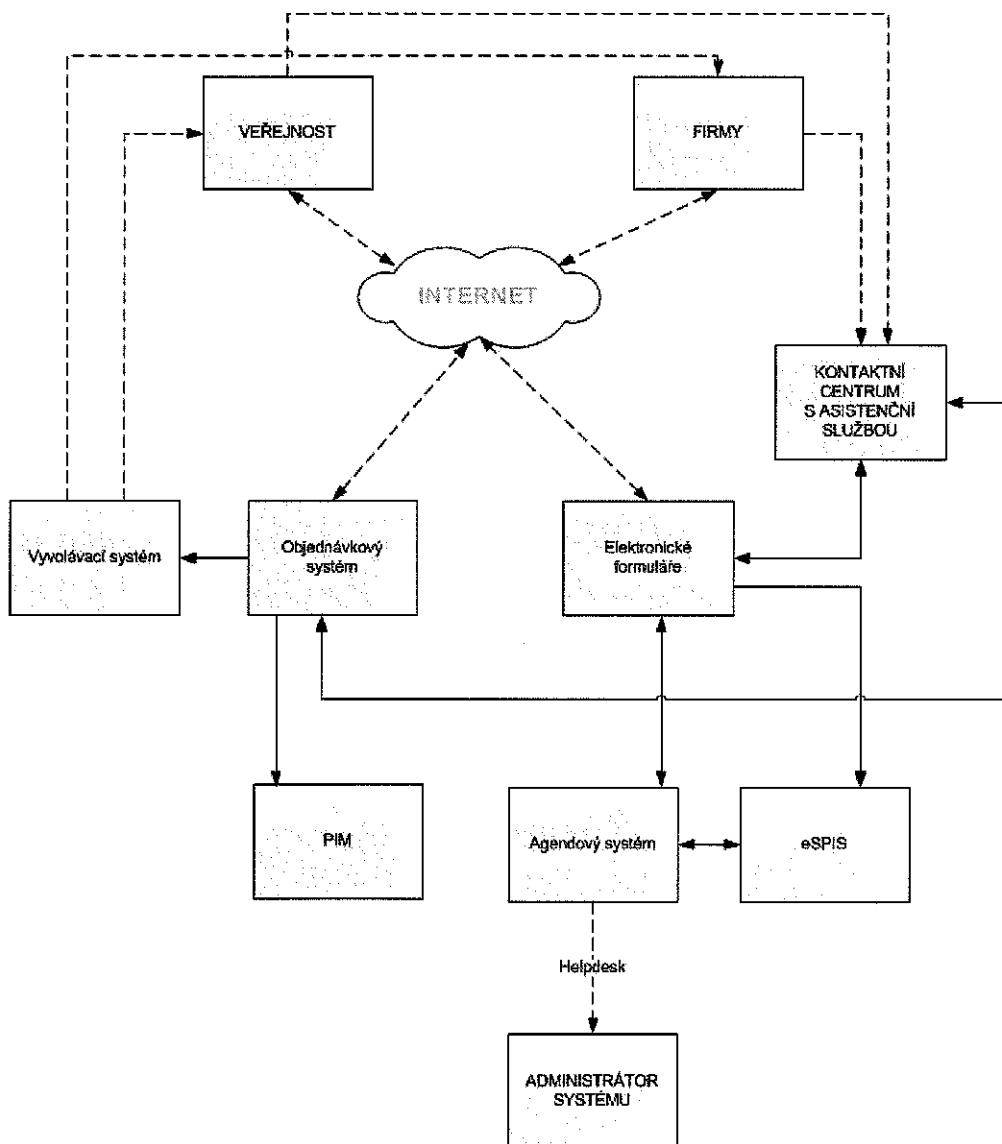 VEŘEJNOST
FIRMY
INTERNET
KONTAKTNÍ
CENTRUM
S ASISTENČNÍ
SLUŽBOU
Vyvolávací systém
Objednávkový
systém
Elektronické
formuláře
PIM
Agendový systém
eSPIS
Helpdesk
ADMINISTRÁTOR
SYSTÉMU